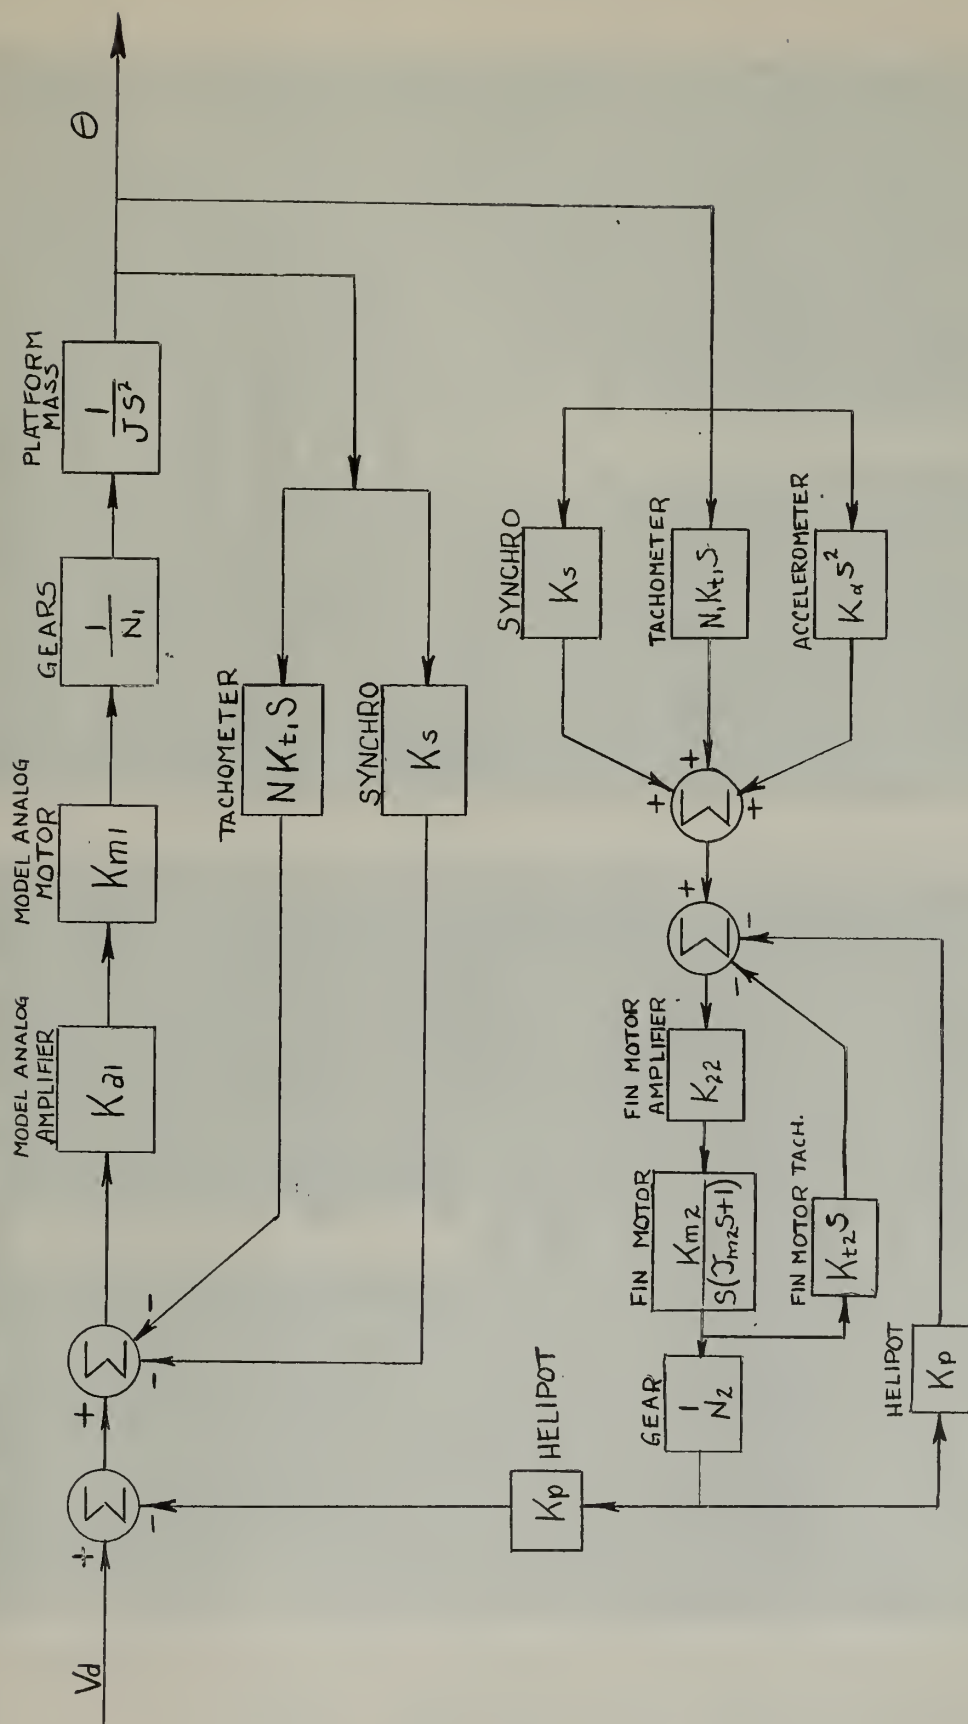 Vd
+
Σ
−
+
Σ
−
−
MODEL ANALOG
AMPLIFIER
Ka1
MODEL ANALOG
MOTOR
Km1
GEARS
1
N₁
PLATFORM
MASS
1
JS²
θ
TACHOMETER
NKt₁S
SYNCHRO
Ks
HELIPOT
Kp
SYNCHRO
Ks
TACHOMETER
N₁Kt₁S
ACCELEROMETER
KαS²
+
+
+
Σ
+
Σ
−
−
FIN MOTOR
AMPLIFIER
Ka2
FIN MOTOR
Km2
S(τm2S+1)
FIN MOTOR TACH.
Kt2S
GEAR
1
N₂
HELIPOT
Kp